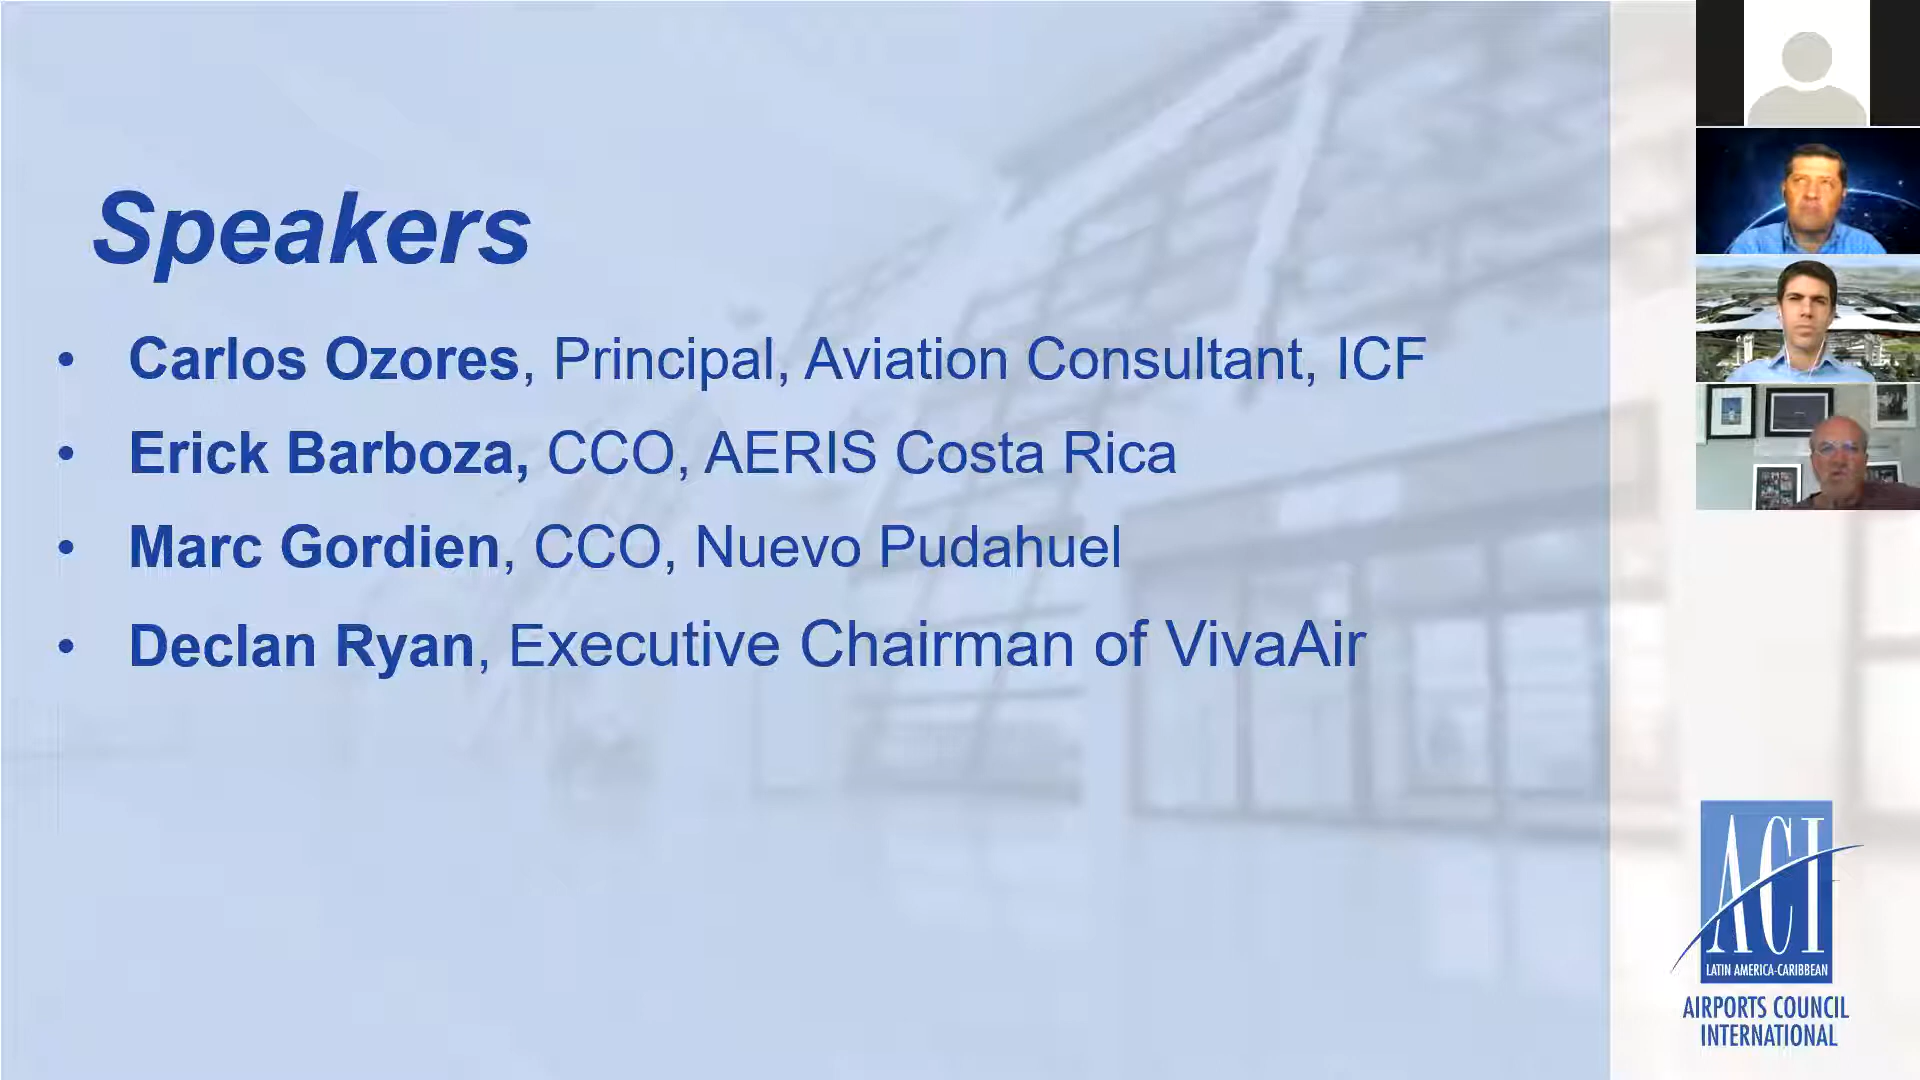 Speakers
• Carlos Ozores, Principal, Aviation Consultant, ICF
• Erick Barboza, CCO, AERIS Costa Rica
• Marc Gordien, CCO, Nuevo Pudahuel
• Declan Ryan, Executive Chairman of VivaAir
ACI
LATIN AMERICA-CARIBBEAN
AIRPORTS COUNCIL
INTERNATIONAL